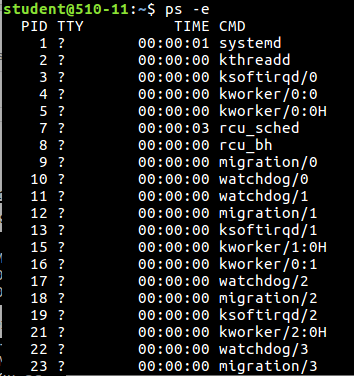 student@510-11:~$ ps -e
PID TTY TIME CMD
1 ? 00:00:01 systemd
2 ? 00:00:00 kthreadd
3 ? 00:00:00 ksoftirqd/0
4 ? 00:00:00 kworker/0:0
5 ? 00:00:00 kworker/0:0H
7 ? 00:00:03 rcu_sched
8 ? 00:00:00 rcu_bh
9 ? 00:00:00 migration/0
10 ? 00:00:00 watchdog/0
11 ? 00:00:00 watchdog/1
12 ? 00:00:00 migration/1
13 ? 00:00:00 ksoftirqd/1
15 ? 00:00:00 kworker/1:0H
16 ? 00:00:00 kworker/0:1
17 ? 00:00:00 watchdog/2
18 ? 00:00:00 migration/2
19 ? 00:00:00 ksoftirqd/2
21 ? 00:00:00 kworker/2:0H
22 ? 00:00:00 watchdog/3
23 ? 00:00:00 migration/3